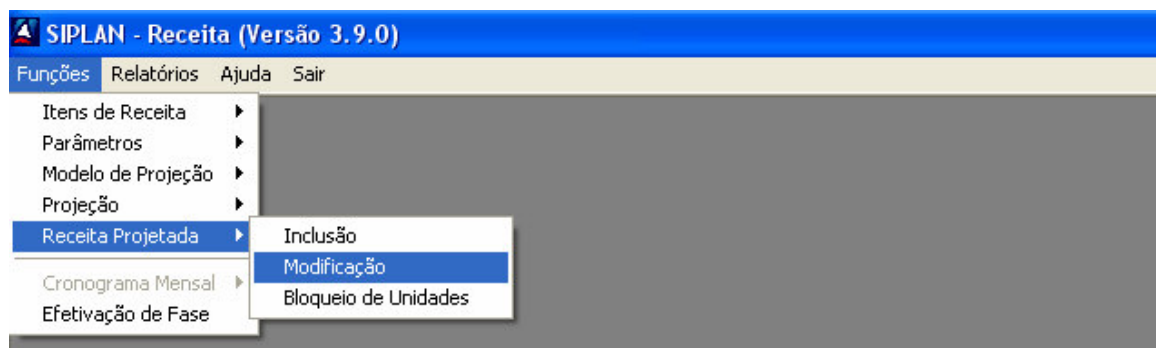 SIPLAN - Receita (Versão 3.9.0)
Funções Relatórios Ajuda Sair
Itens de Receita
Parâmetros
Modelo de Projeção
Projeção
Receita Projetada
Inclusão
Modificação
Bloqueio de Unidades
Cronograma Mensal
Efetivação de Fase